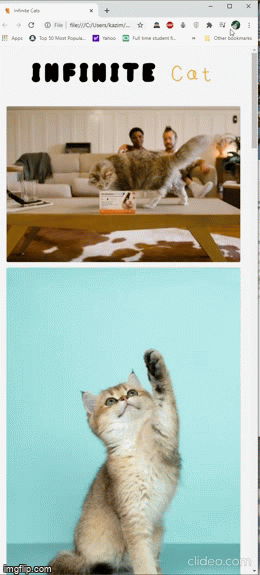 Infinite Cats
File | file:///C:/Users/kazim/...
Apps Top 50 Most Popula... Yahoo Full time student fi... » Other bookmarks
INFINITE Cat
imgflip.com
clideo.com